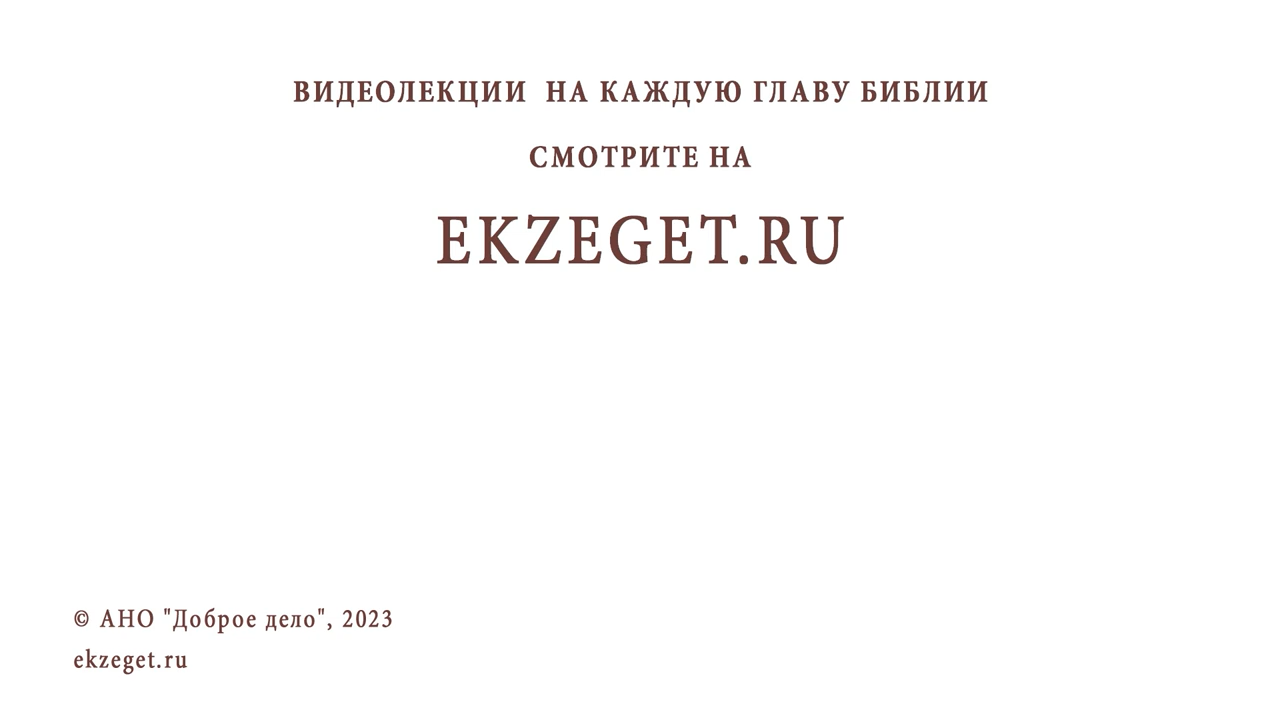 ВИДЕОЛЕКЦИИ НА КАЖДУЮ ГЛАВУ БИБЛИИ
СМОТРИТЕ НА
EKZEGET.RU
© АНО "Доброе дело", 2023
ekzeget.ru